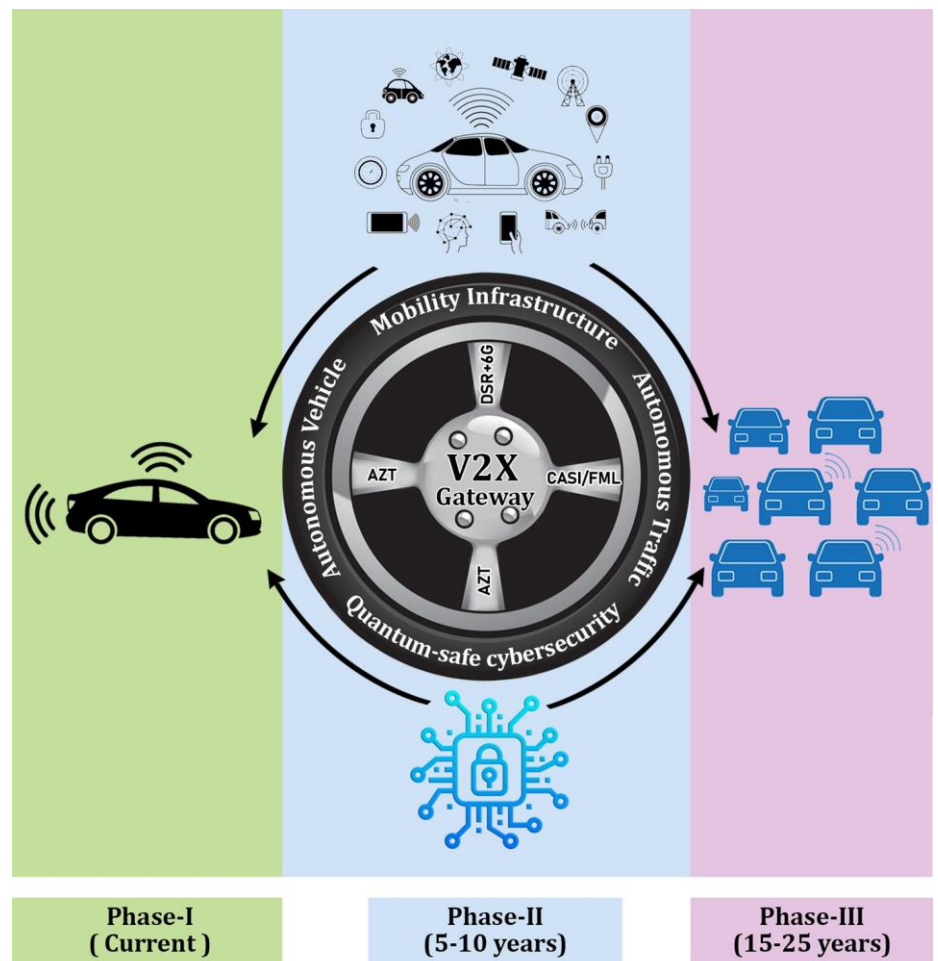 Mobility Infrastructure
Autonomous Vehicle
Autonomous Traffic
DSR+6G
AZT
V2X
Gateway
CASI/FML
AZT
Quantum-safe cybersecurity
Phase-I
( Current )
Phase-II
(5-10 years)
Phase-III
(15-25 years)